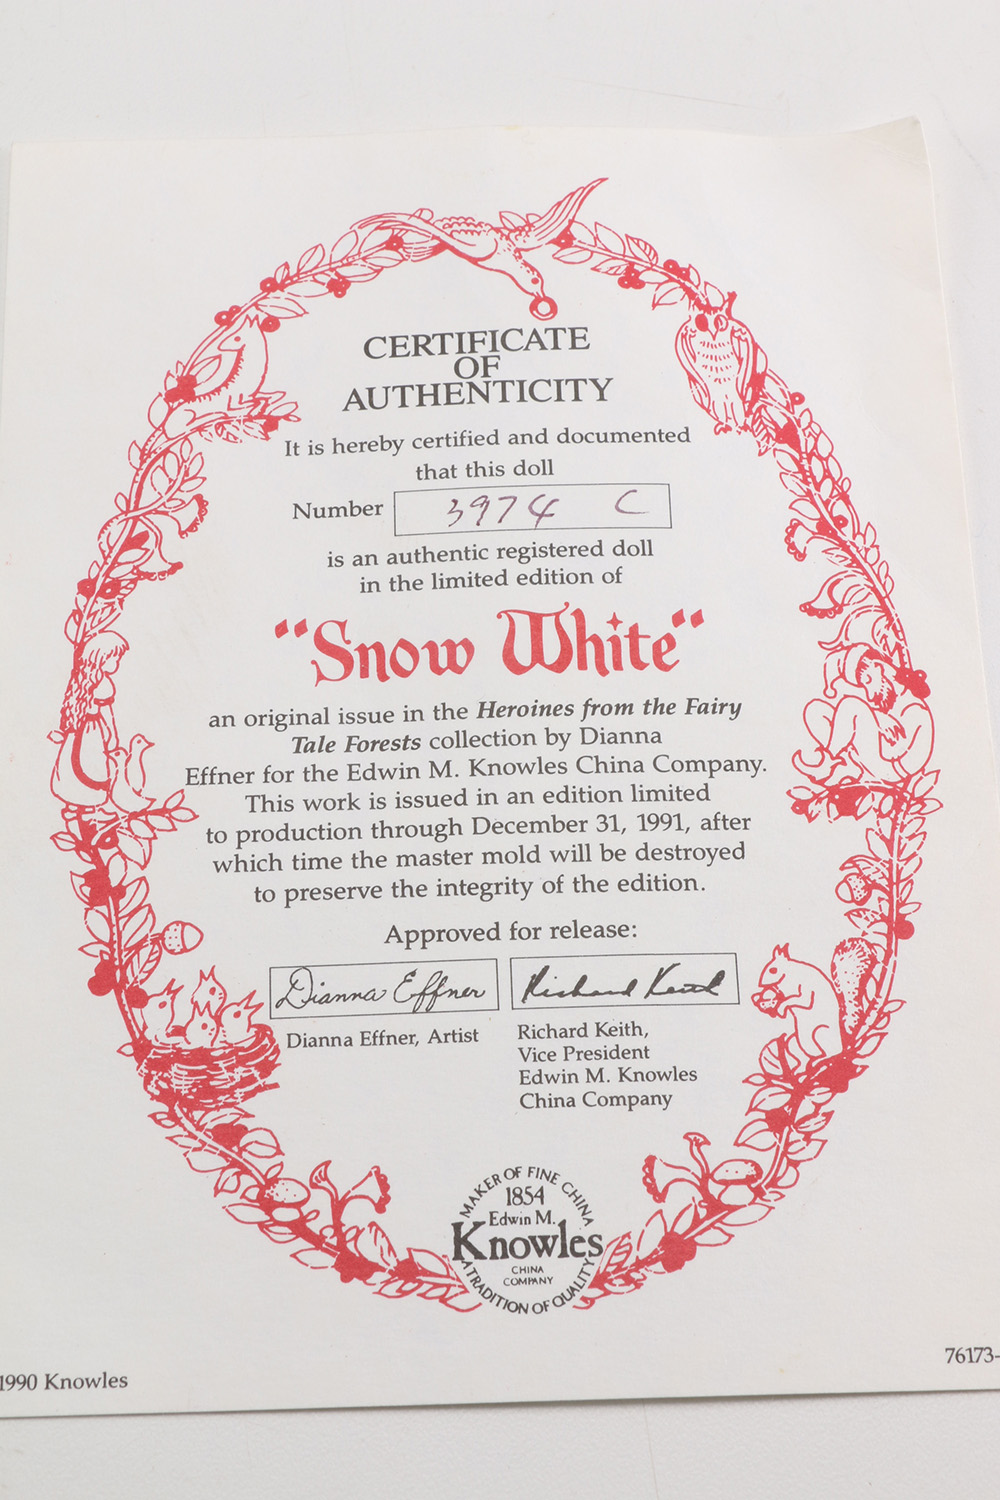 CERTIFICATE
OF
AUTHENTICITY
It is hereby certified and documented
that this doll
Number 3974 C
is an authentic registered doll
in the limited edition of
"Snow White"
an original issue in the Heroines from the Fairy
Tale Forests collection by Dianna
Effner for the Edwin M. Knowles China Company.
This work is issued in an edition limited
to production through December 31, 1991, after
which time the master mold will be destroyed
to preserve the integrity of the edition.
Approved for release:
Dianna Effner Richard Keith
Dianna Effner, Artist
Richard Keith,
Vice President
Edwin M. Knowles
China Company
MAKER OF FINE CHINA
1854
Edwin M.
Knowles
CHINA
COMPANY
A TRADITION OF QUALITY
1990 Knowles
76173-